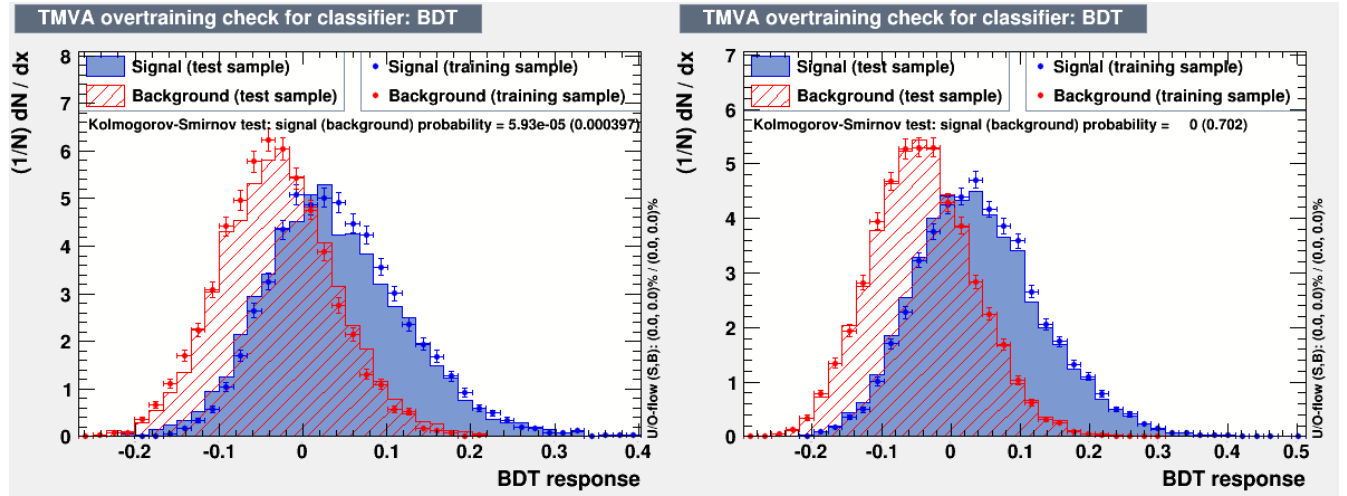 TMVA overtraining check for classifier: BDT
(1/N) dN / dx
8
7
6
5
4
3
2
1
0
Signal (test sample)
Background (test sample)
Signal (training sample)
Background (training sample)
Kolmogorov-Smirnov test: signal (background) probability = 5.93e-05 (0.000397)
U/O-flow (S,B): (0.0, 0.0)% / (0.0, 0.0)%
-0.2 -0.1 0 0.1 0.2 0.3 0.4
BDT response
TMVA overtraining check for classifier: BDT
(1/N) dN / dx
7
6
5
4
3
2
1
0
Signal (test sample)
Background (test sample)
Signal (training sample)
Background (training sample)
Kolmogorov-Smirnov test: signal (background) probability = 0 (0.702)
U/O-flow (S,B): (0.0, 0.0)% / (0.0, 0.0)%
-0.2 -0.1 0 0.1 0.2 0.3 0.4 0.5
BDT response